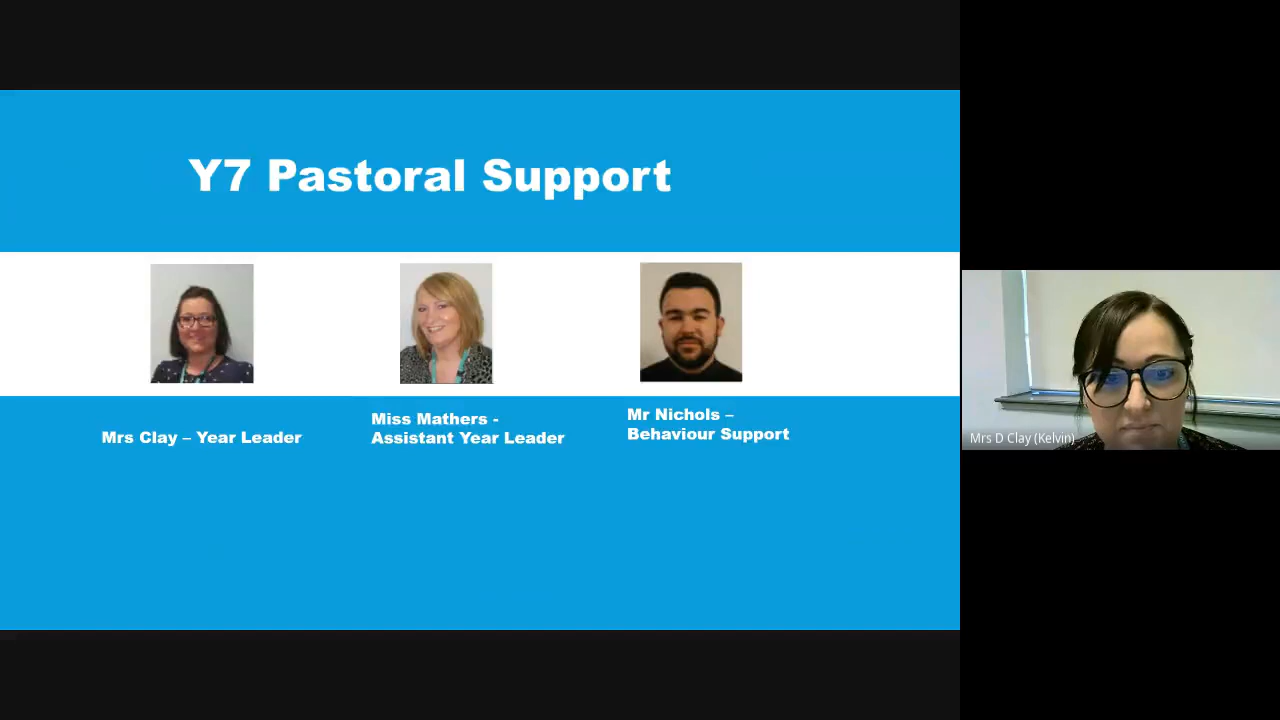 Y7 Pastoral Support
Mrs Clay – Year Leader
Miss Mathers -
Assistant Year Leader
Mr Nichols –
Behaviour Support
Mrs D Clay (Kelvin)